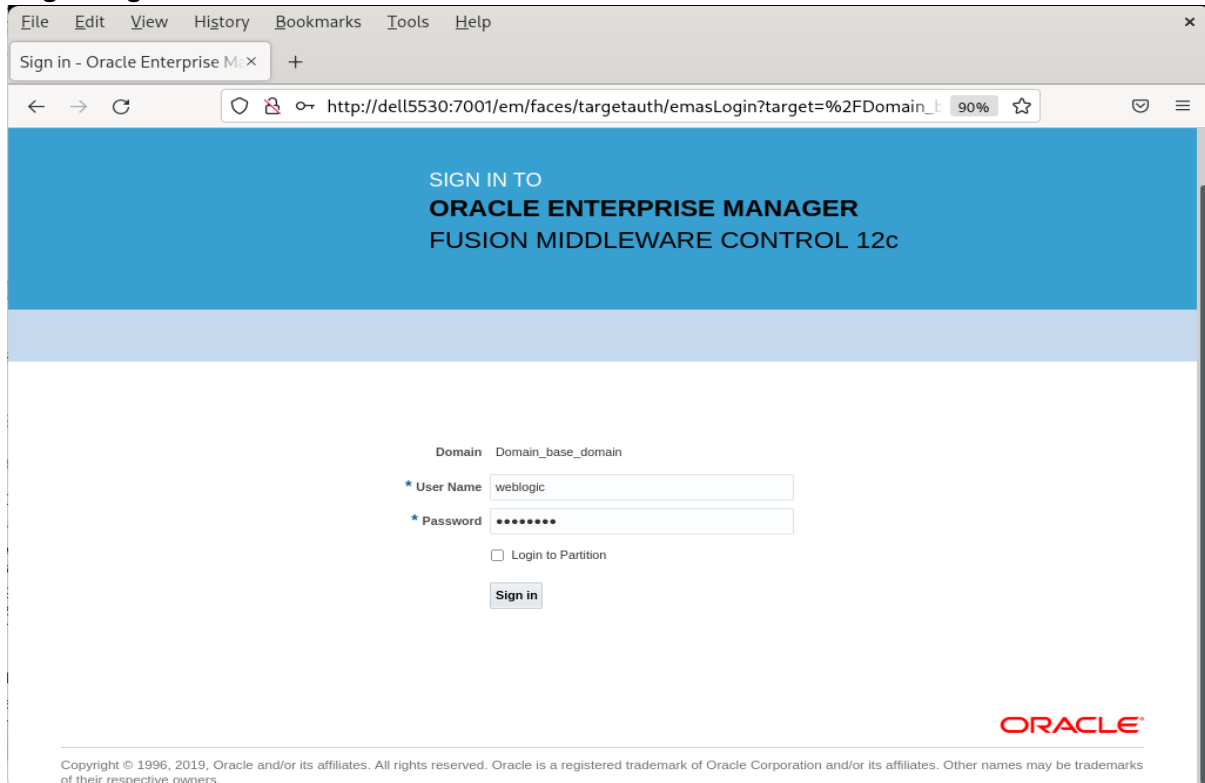 File Edit View History Bookmarks Tools Help ×
Sign in - Oracle Enterprise Ma × +
http://dell5530:7001/em/faces/targetauth/emasLogin?target=%2FDomain_b 90%
SIGN IN TO
ORACLE ENTERPRISE MANAGER
FUSION MIDDLEWARE CONTROL 12c
Domain Domain_base_domain
* User Name weblogic
* Password ••••••••
Login to Partition
Sign in
ORACLE®
Copyright © 1996, 2019, Oracle and/or its affiliates. All rights reserved. Oracle is a registered trademark of Oracle Corporation and/or its affiliates. Other names may be trademarks
of their respective owners.